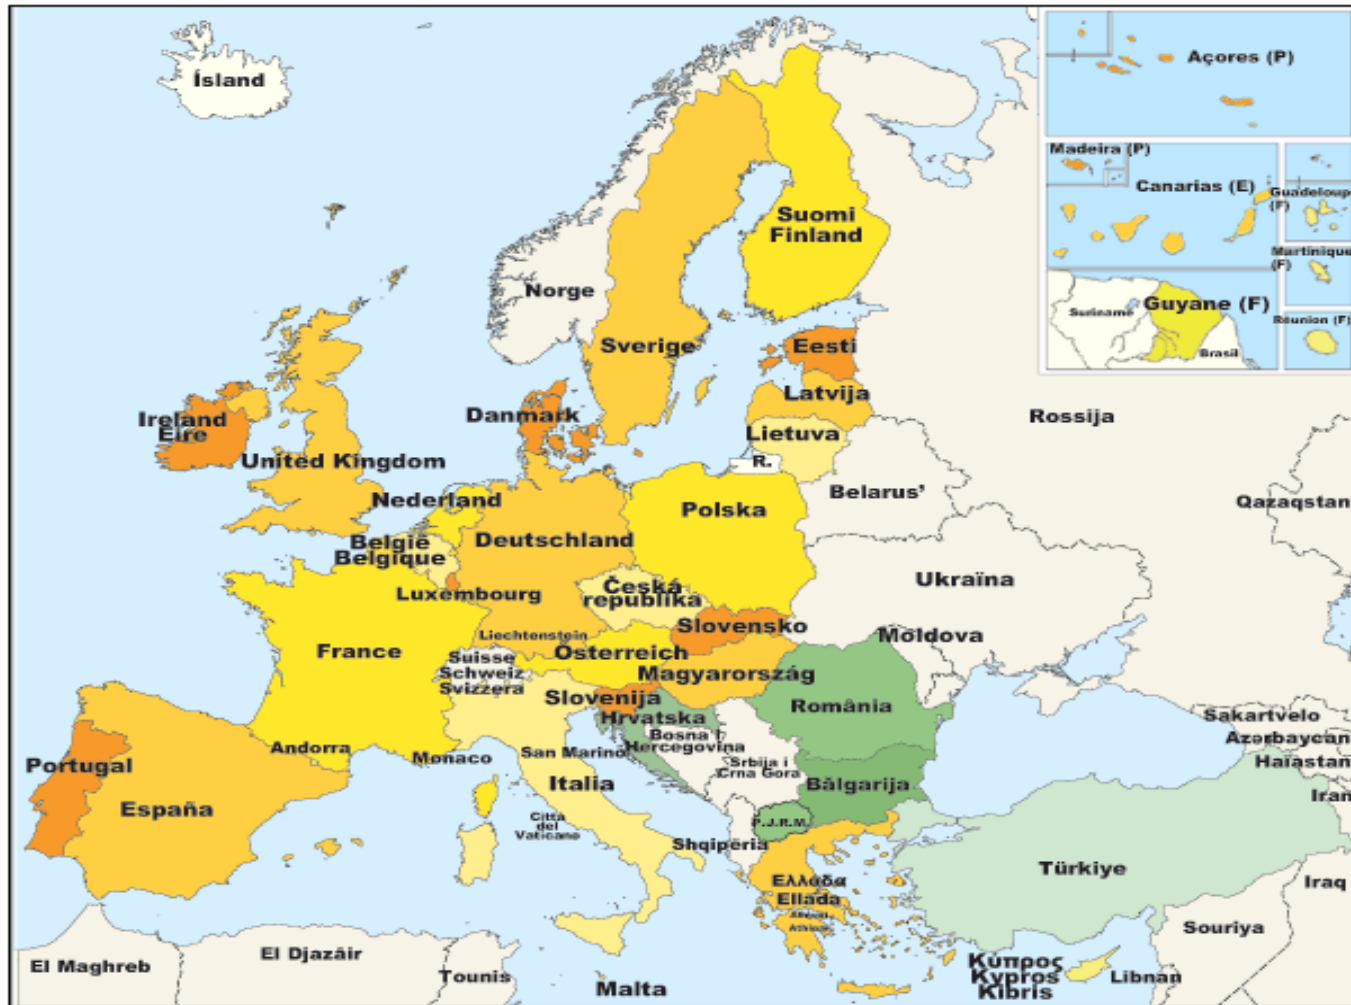 Ísland
Açores (P)
Madeira (P)
Canarias (E)
Guadeloup
(F)
Martinique
(F)
Suriname
Guyane (F)
Brasil
Réunion (F)
Suomi
Finland
Norge
Sverige
Eesti
Latvija
Lietuva
R.
Danmark
Ireland
Eire
United Kingdom
Nederland
Rossija
Belarus’
Qazaqstan
Polska
België
Belgique
Deutschland
Luxembourg
Česká
republika
Ukraïna
Slovensko
Moldova
Liechtenstein
France
Suisse
Schweiz
Svizzera
Österreich
Magyarország
Slovenija
Hrvatska
România
Bosna i
Hercegovina
Srbija i
Crna Gora
Sakartvelo
Azərbaycan
Haïastan
Iran
Andorra
Monaco
San Marino
Portugal
España
Italia
Città
del
Vaticano
Bălgarija
P.J.R.M.
Shqipëria
Türkiye
Ελλαδα
Ellada
Iraq
Souriya
El Maghreb
El Djazâir
Tounis
Malta
Κύπρος
Kypros
Kibris
Libnan